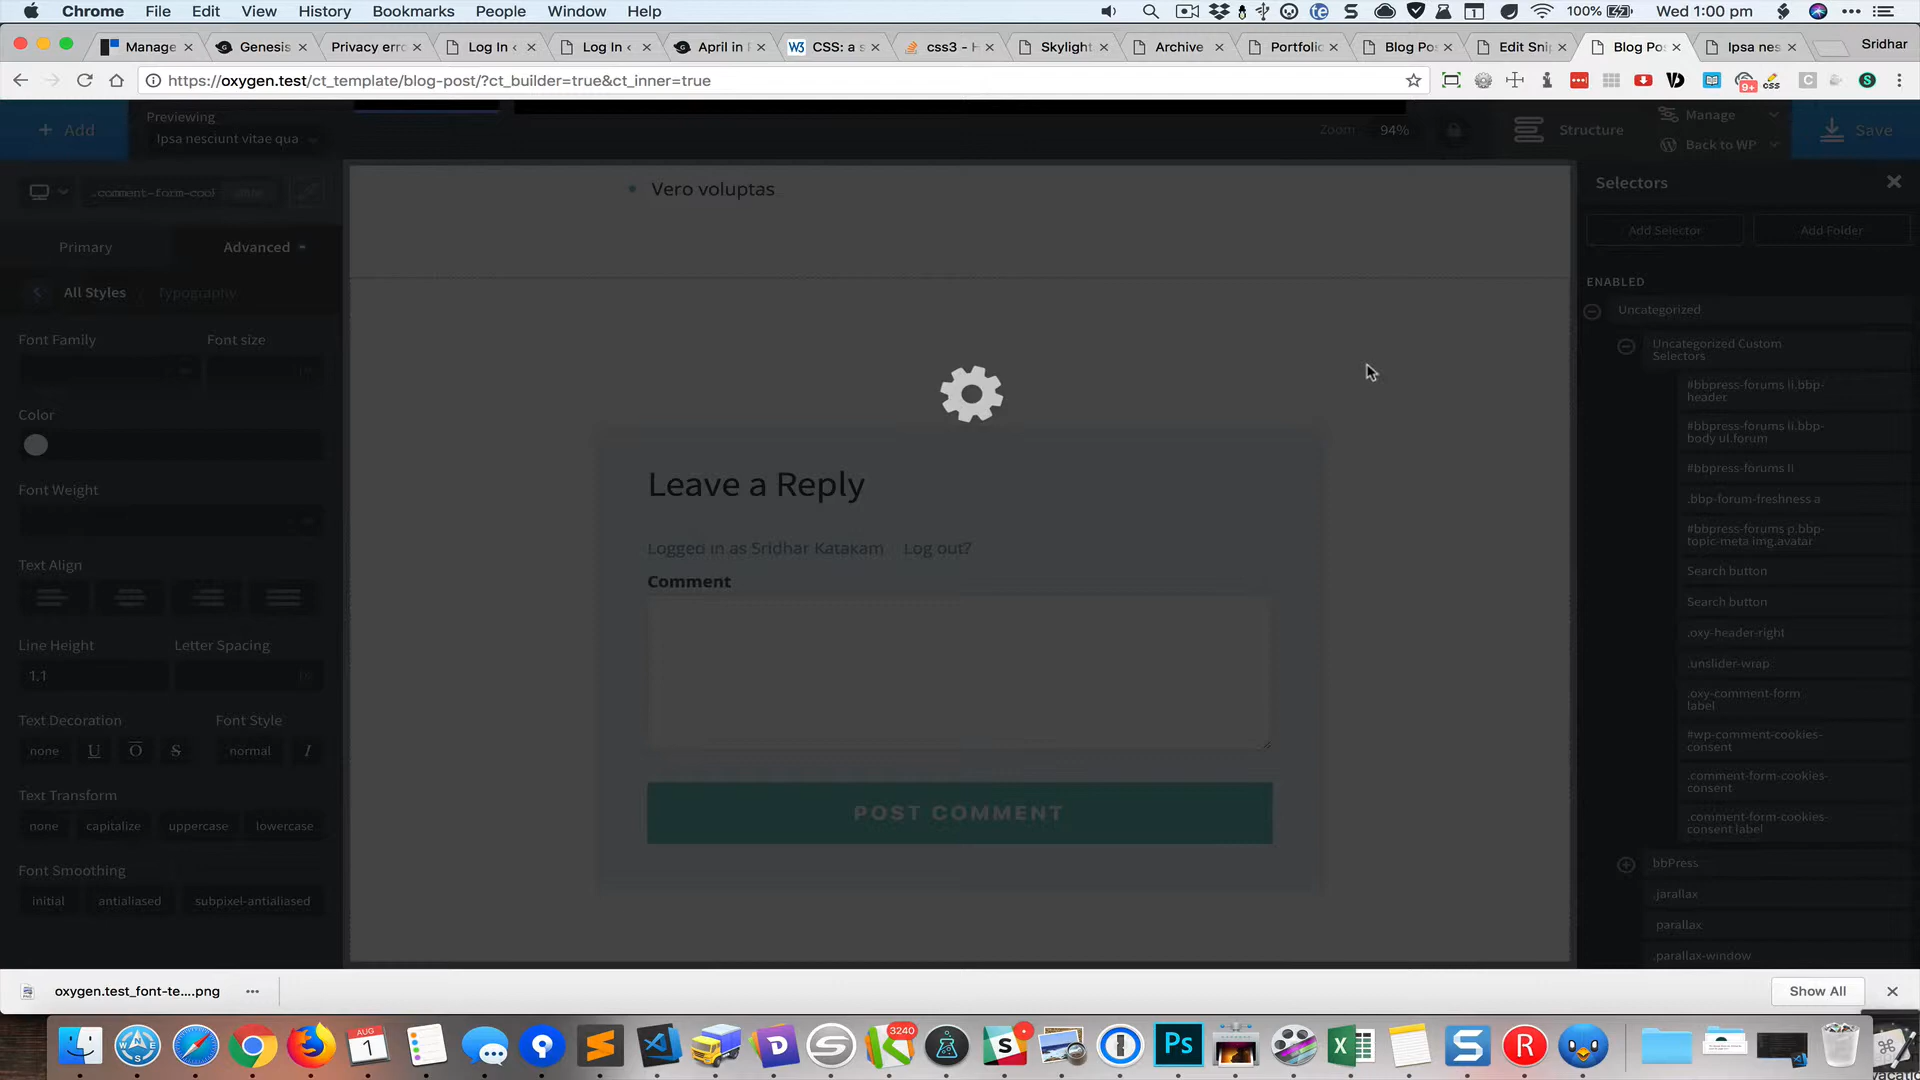 Chrome File Edit View History Bookmarks People Window Help 100% Wed 1:00 pm
Manage Genesis Privacy erro Log In ‹ Log In ‹ April in CSS: a s css3 - H Skylight Archive Portfolio Blog Po Edit Snip Blog Po Ipsa nes Sridhar
https://oxygen.test/ct_template/blog-post/?ct_builder=true&ct_inner=true
9+
css
+ Add
Previewing
Ipsa nesciunt vitae qua
Zoom 94%
Structure
Manage
Back to WP
Save
.comment-form-cool
Primary
Advanced
All Styles / Typography
Font Family
Font size
Color
Font Weight
Text Align
Line Height
Letter Spacing
1.1
Text Decoration
Font Style
none U O S normal I
Text Transform
none capitalize uppercase lowercase
Font Smoothing
initial antialiased subpixel-antialiased
Vero voluptas
Leave a Reply
Logged in as Sridhar Katakam Log out?
Comment
POST COMMENT
Selectors
Add Selector
Add Folder
ENABLED
Uncategorized
Uncategorized Custom
Selectors
#bbpress-forums li.bbp-
header
#bbpress-forums li.bbp-
body ul.forum
#bbpress-forums li
.bbp-forum-freshness a
#bbpress-forums p.bbp-
topic-meta img.avatar
Search button
Search button
.oxy-header-right
.unslider-wrap
.oxy-comment-form
label
#wp-comment-cookies-
consent
.comment-form-cookies-
consent
.comment-form-cookies-
consent label
bbPress
.jarallax
.parallax
.parallax-window
oxygen.test_font-te....png
Show All
AUG
1
3240
Ps